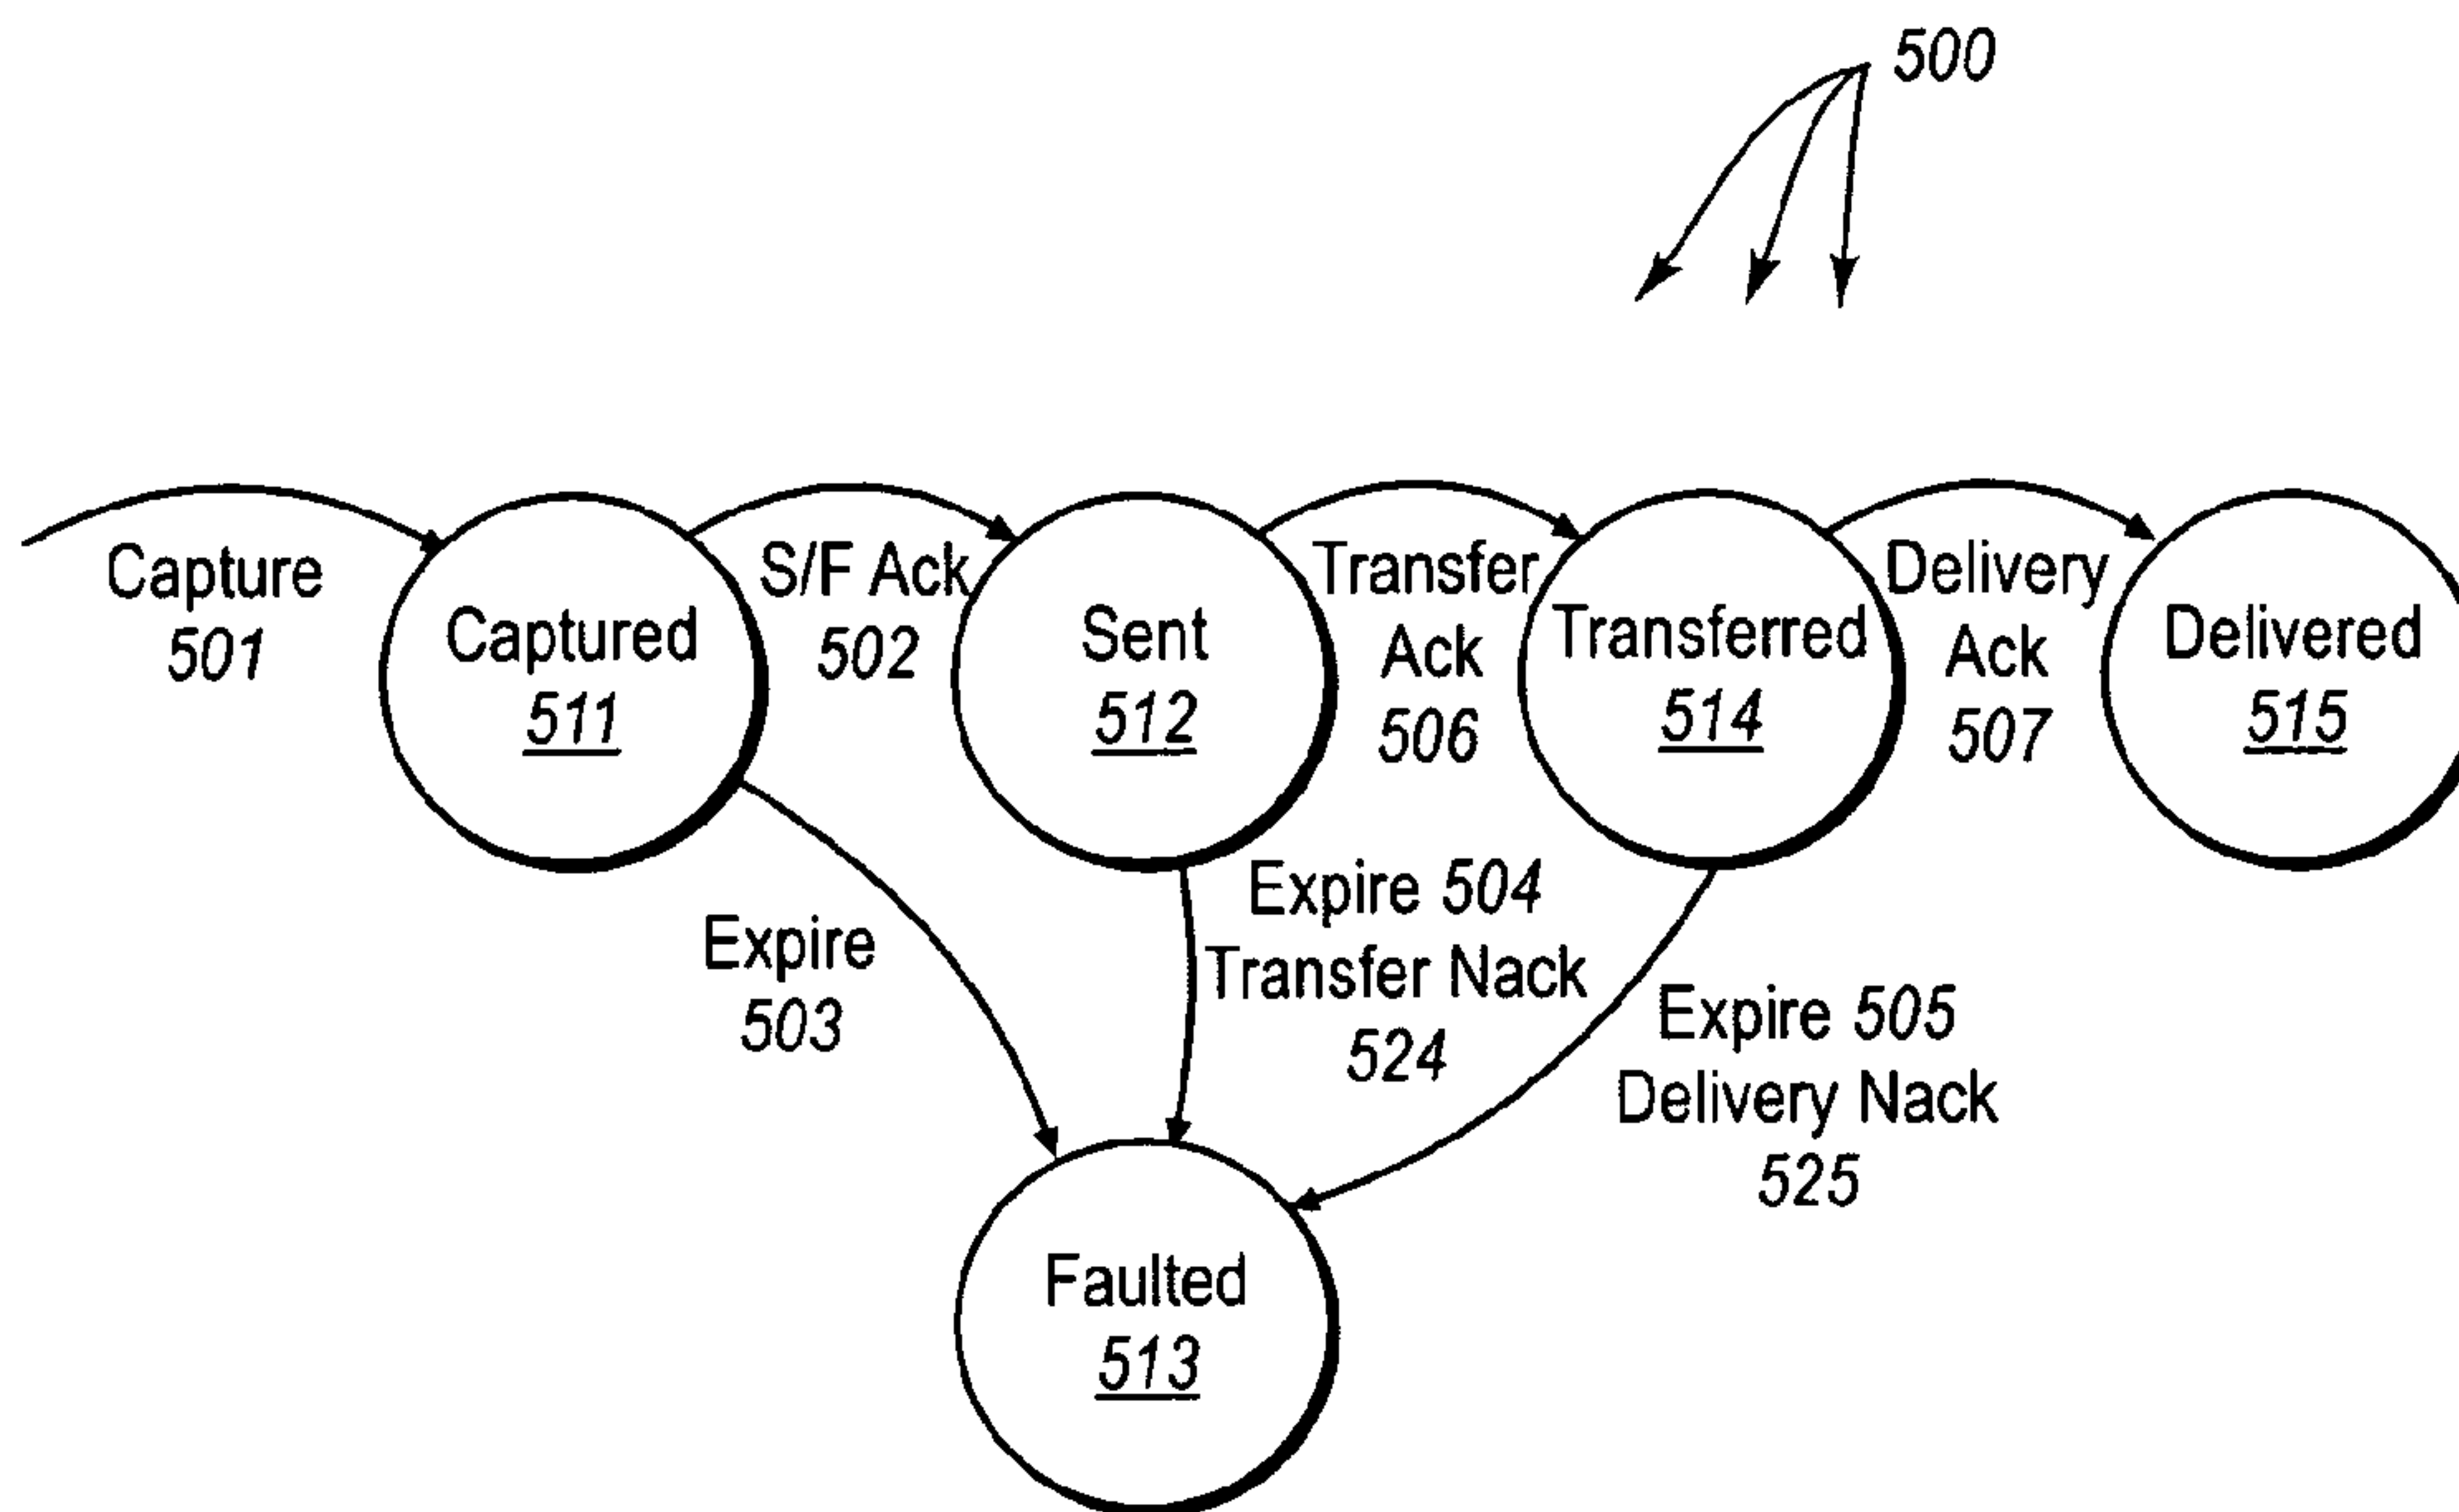 500
Capture
501
Captured
511
S/F Ack
502
Sent
512
Transfer
Ack
506
Transferred
514
Delivery
Ack
507
Delivered
515
Expire
503
Expire 504
Transfer Nack
524
Expire 505
Delivery Nack
525
Faulted
513